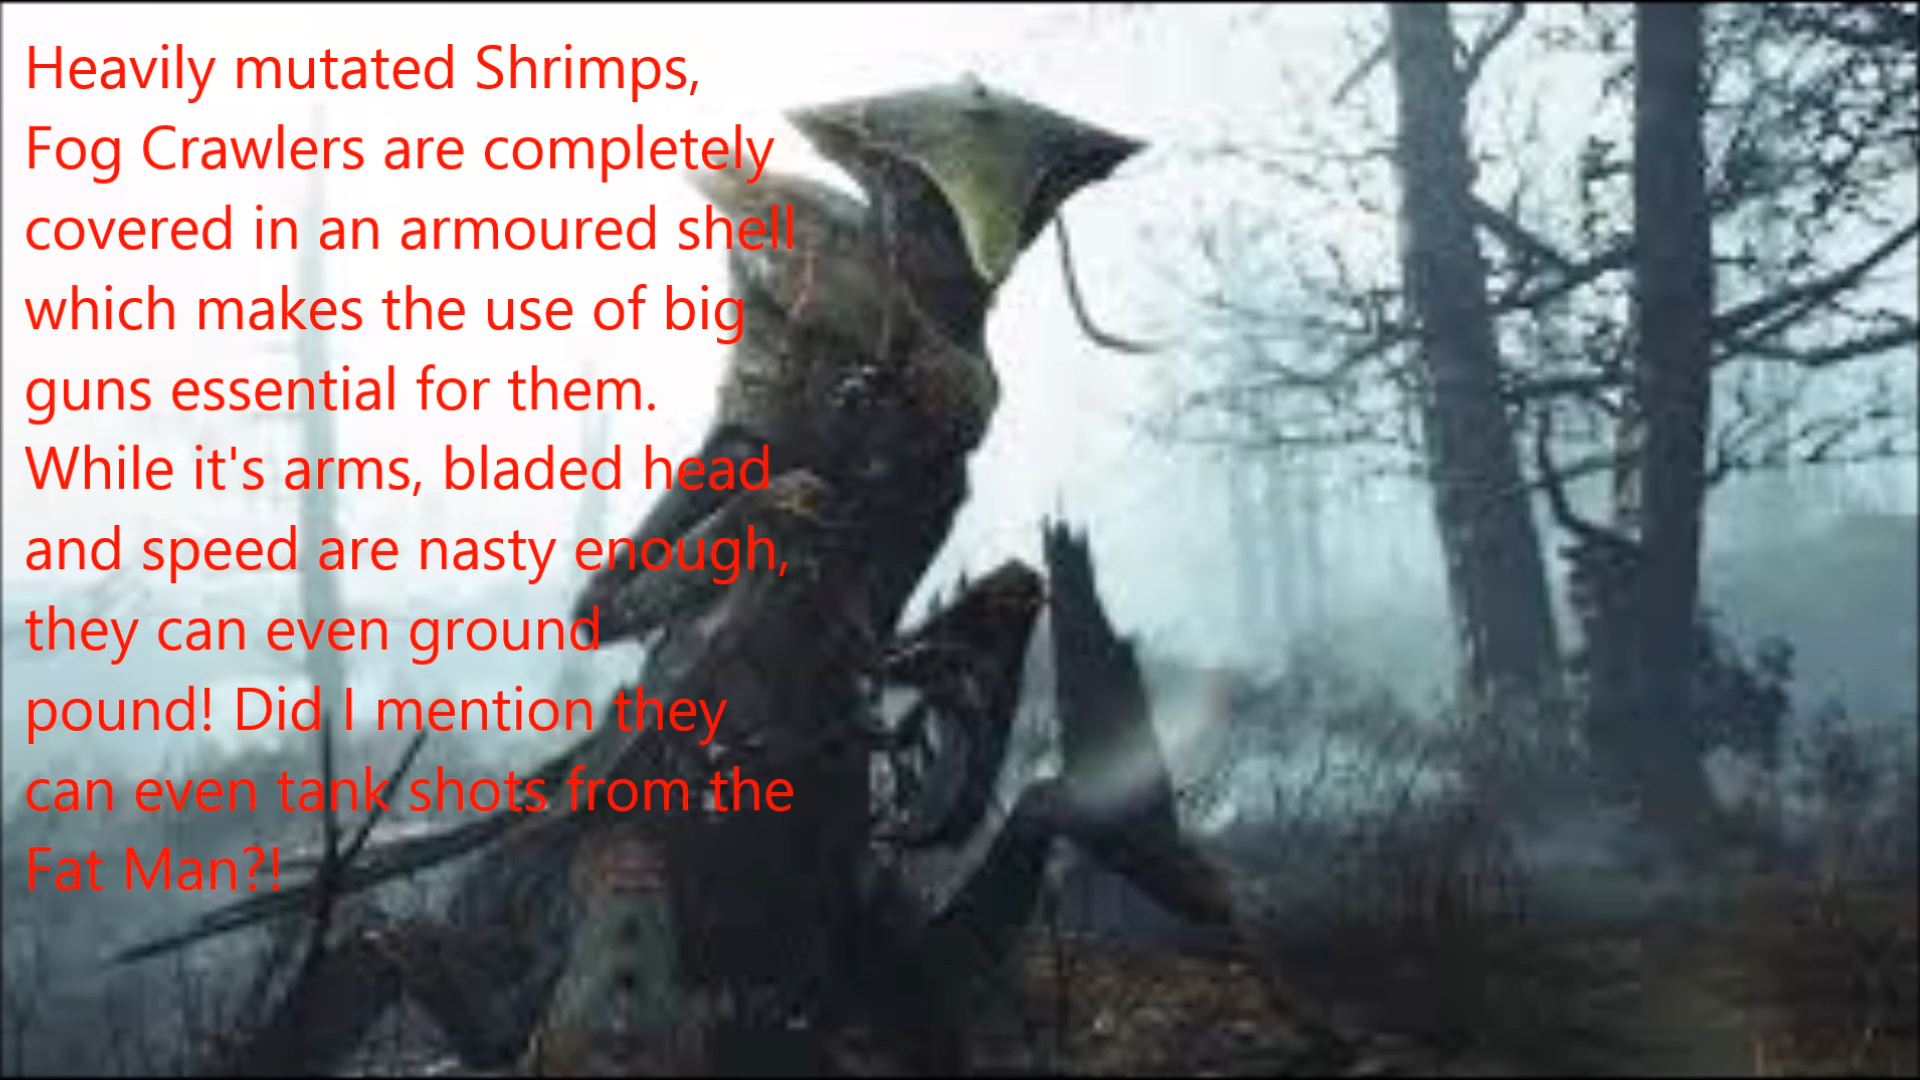 Heavily mutated Shrimps,
Fog Crawlers are completely
covered in an armoured shell
which makes the use of big
guns essential for them.
While it's arms, bladed head
and speed are nasty enough,
they can even ground
pound! Did I mention they
can even tank shots from the
Fat Man?!